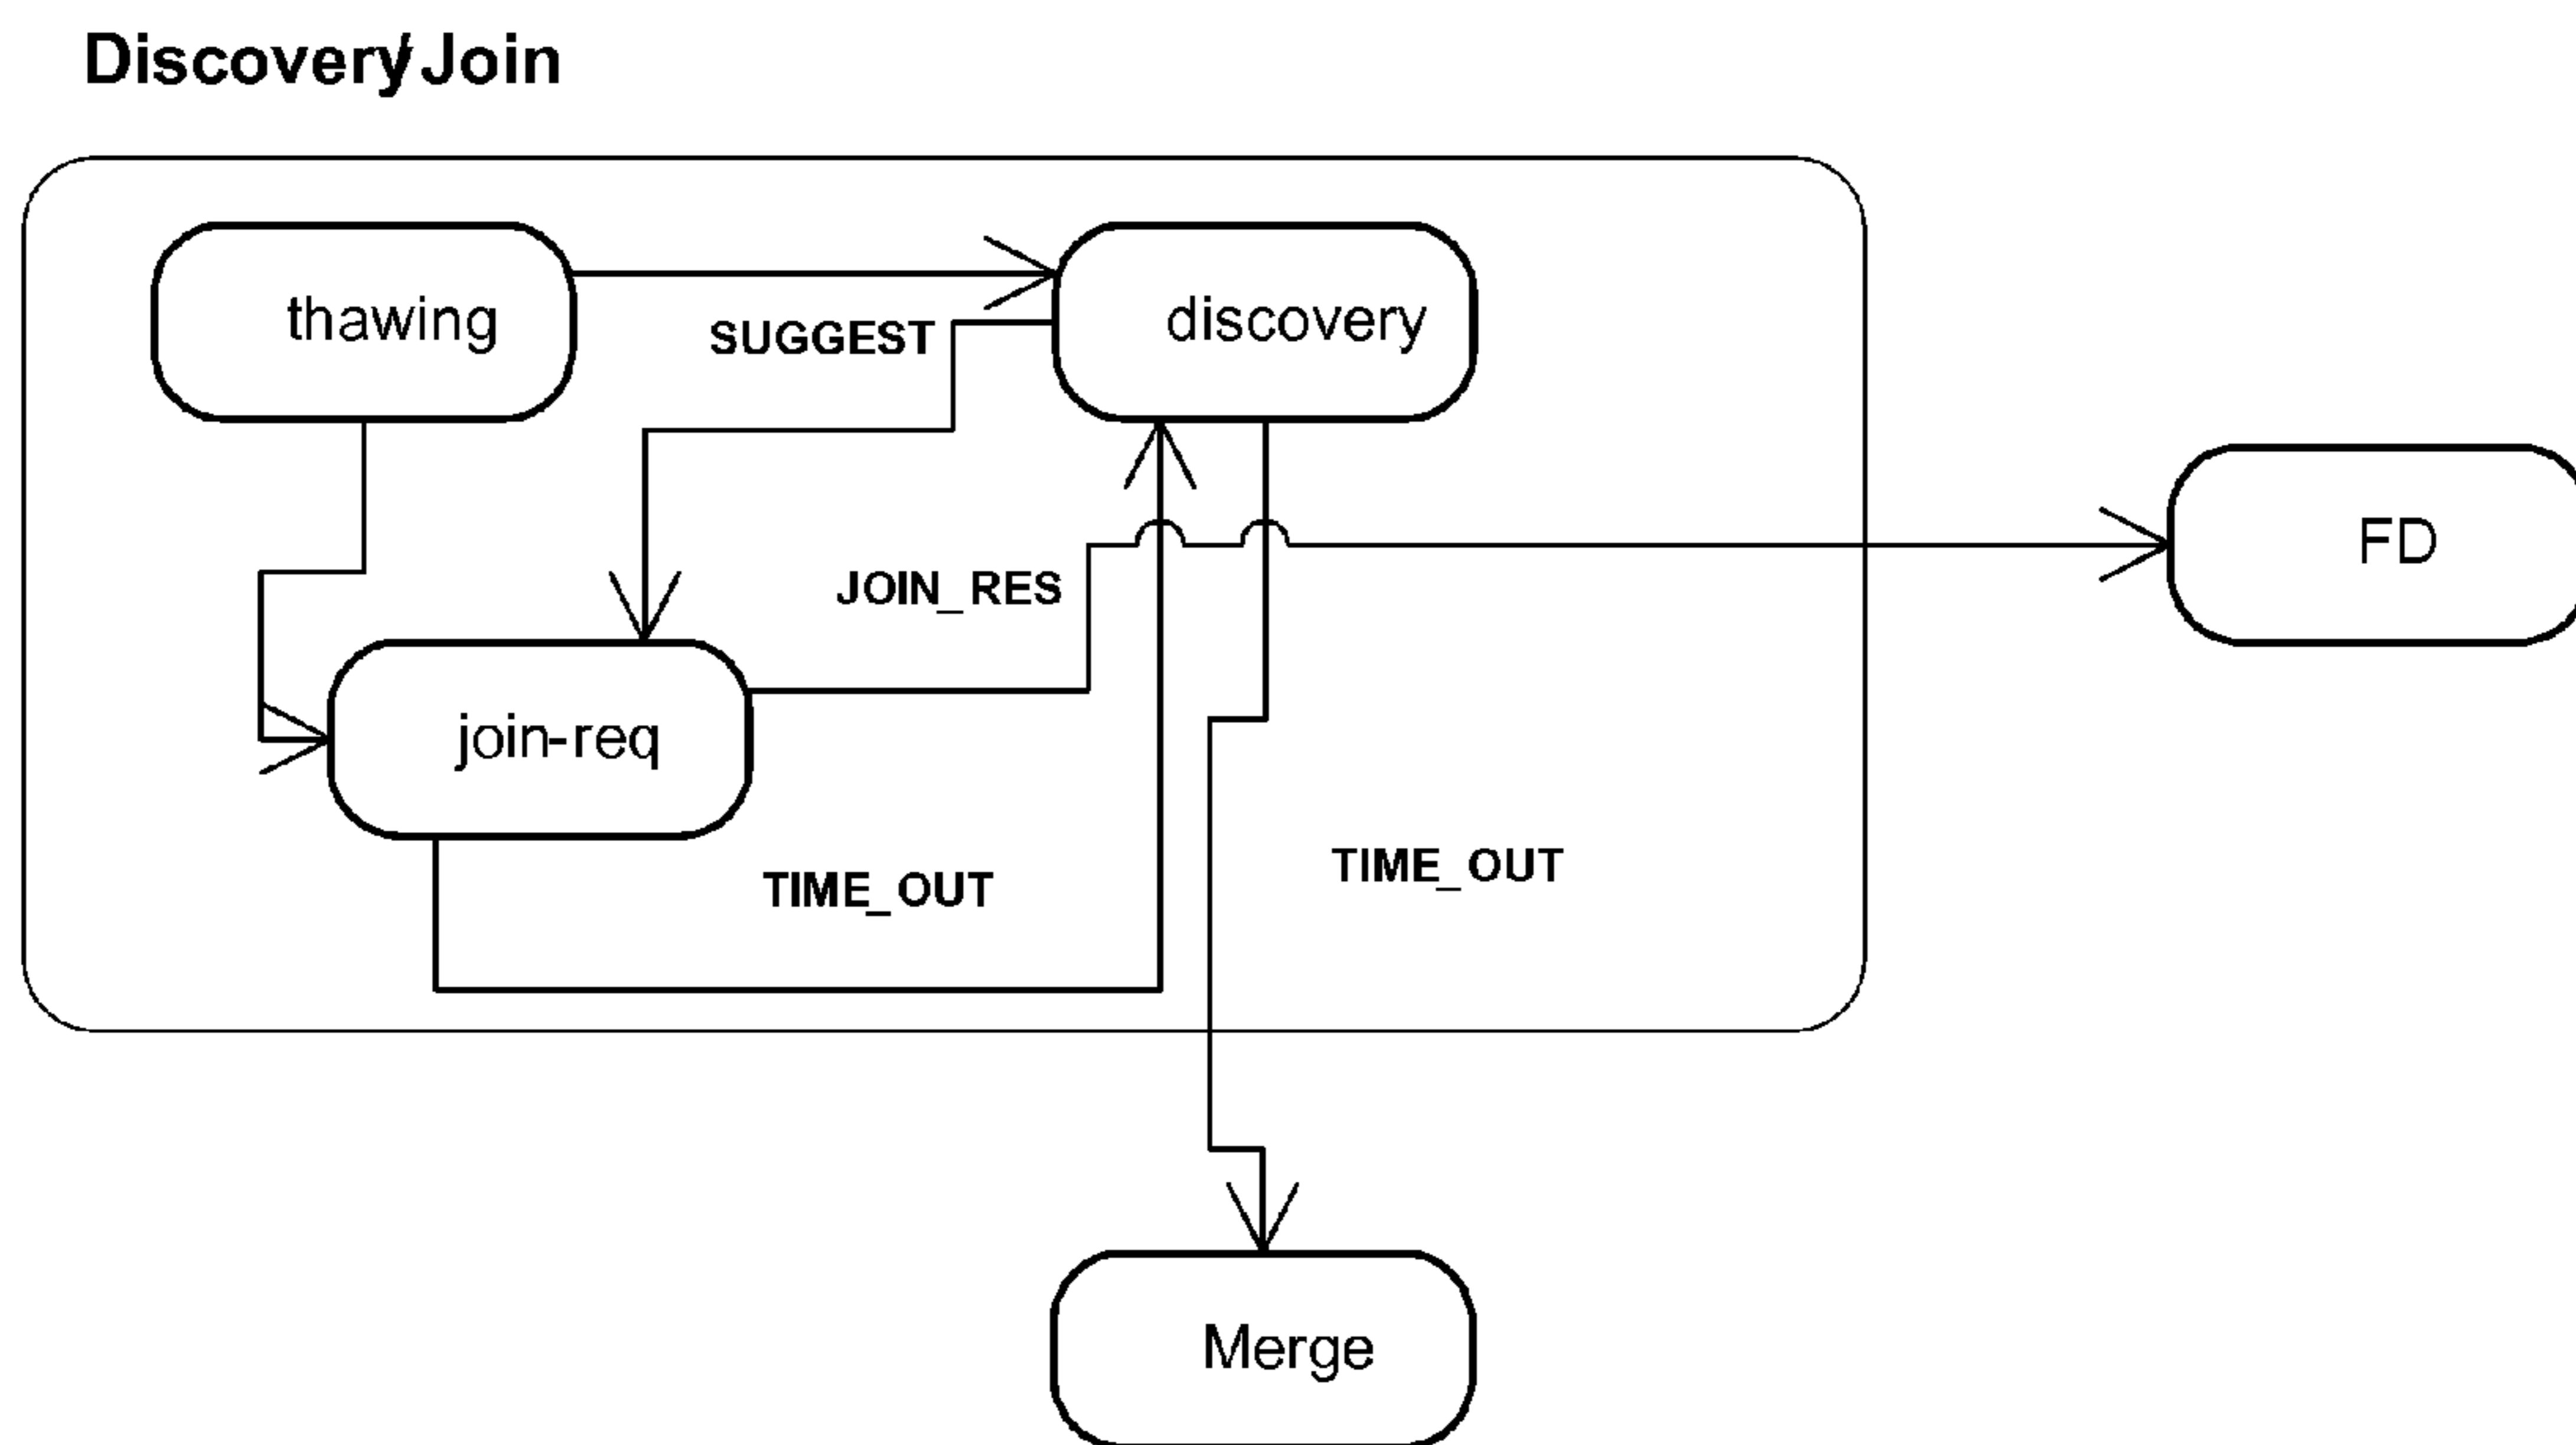 Discovery/Join
thawing
discovery
SUGGEST
FD
JOIN_RES
join-req
TIME_OUT
TIME_OUT
Merge